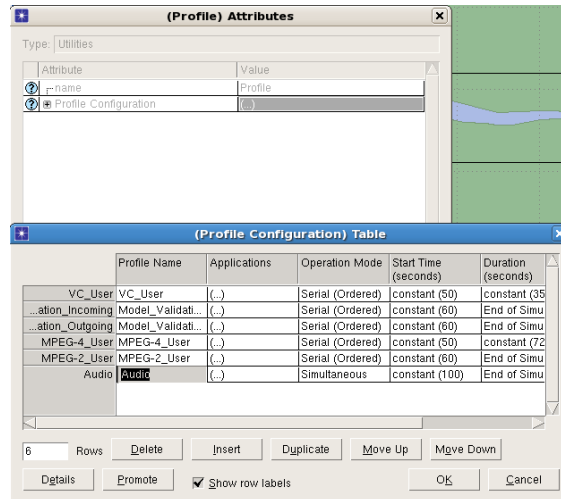 (Profile) Attributes
Type: Utilities
Attribute Value
name Profile
Profile Configuration (...)
(Profile Configuration) Table
Profile Name Applications Operation Mode Start Time (seconds) Duration (seconds)
VC_User VC_User (...) Serial (Ordered) constant (50) constant (35
...ation_Incoming Model_Validati... (...) Serial (Ordered) constant (60) End of Simu
...ation_Outgoing Model_Validati... (...) Serial (Ordered) constant (60) End of Simu
MPEG-4_User MPEG-4_User (...) Serial (Ordered) constant (50) constant (72
MPEG-2_User MPEG-2_User (...) Serial (Ordered) constant (60) End of Simu
Audio Audio (...) Simultaneous constant (100) End of Simu
6 Rows Delete Insert Duplicate Move Up Move Down
Details Promote Show row labels OK Cancel